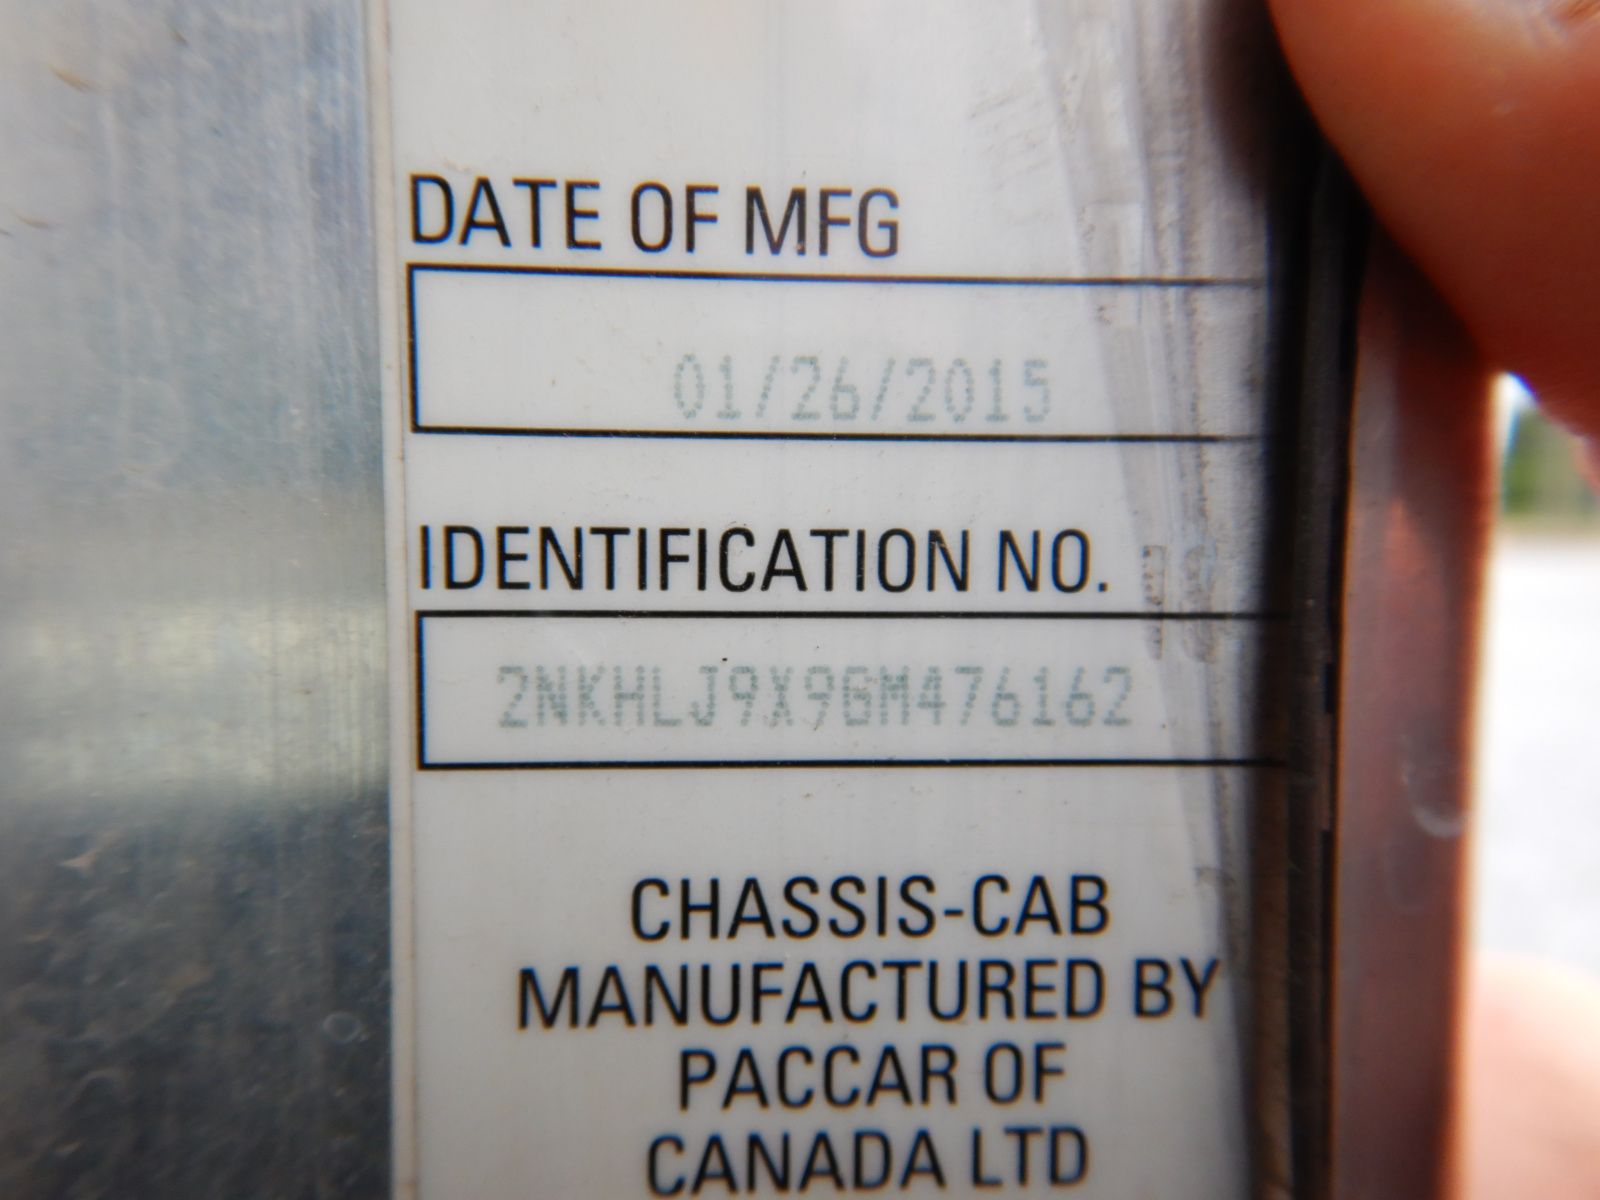 DATE OF MFG
01/26/2015
IDENTIFICATION NO.
2NKHLJ9X9GM476162
CHASSIS-CAB
MANUFACTURED BY
PACCAR OF
CANADA LTD